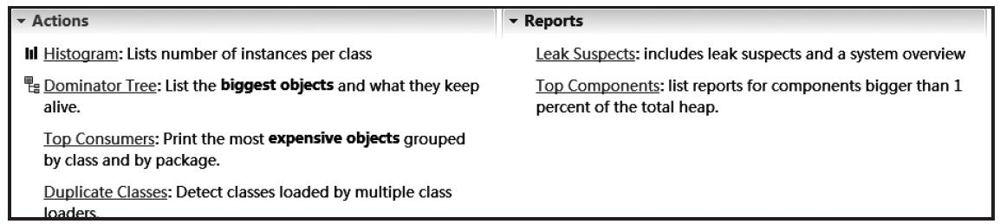 Actions
Histogram: Lists number of instances per class
Dominator Tree: List the biggest objects and what they keep
alive.
Top Consumers: Print the most expensive objects grouped
by class and by package.
Duplicate Classes: Detect classes loaded by multiple class
loaders.
Reports
Leak Suspects: includes leak suspects and a system overview
Top Components: list reports for components bigger than 1
percent of the total heap.